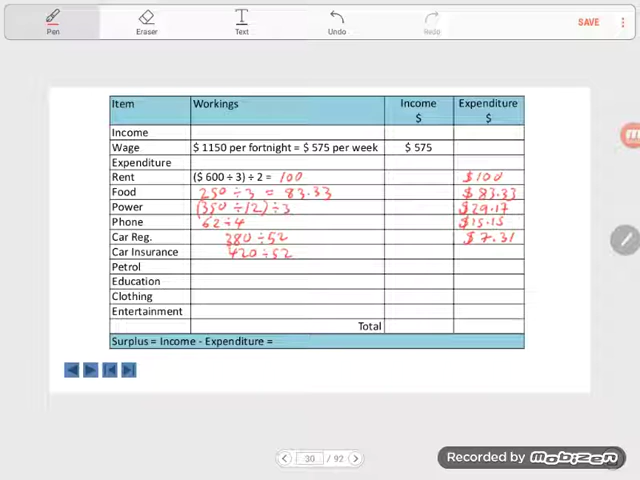 Pen Eraser Text Undo Redo SAVE
Item Workings Income $ Expenditure $
Income
Wage $ 1150 per fortnight = $ 575 per week $ 575
Expenditure
Rent ($ 600 ÷ 3) ÷ 2 = 100 $100
Food 250 ÷ 3 = 83.33 $83.33
Power (350 ÷ 12) ÷ 3 $29.17
Phone 62 ÷ 4 $15.15
Car Reg. 380 ÷ 52 $7.31
Car Insurance 420 ÷ 52
Petrol
Education
Clothing
Entertainment
Total
Surplus = Income - Expenditure =
30 / 92
Recorded by mobizen